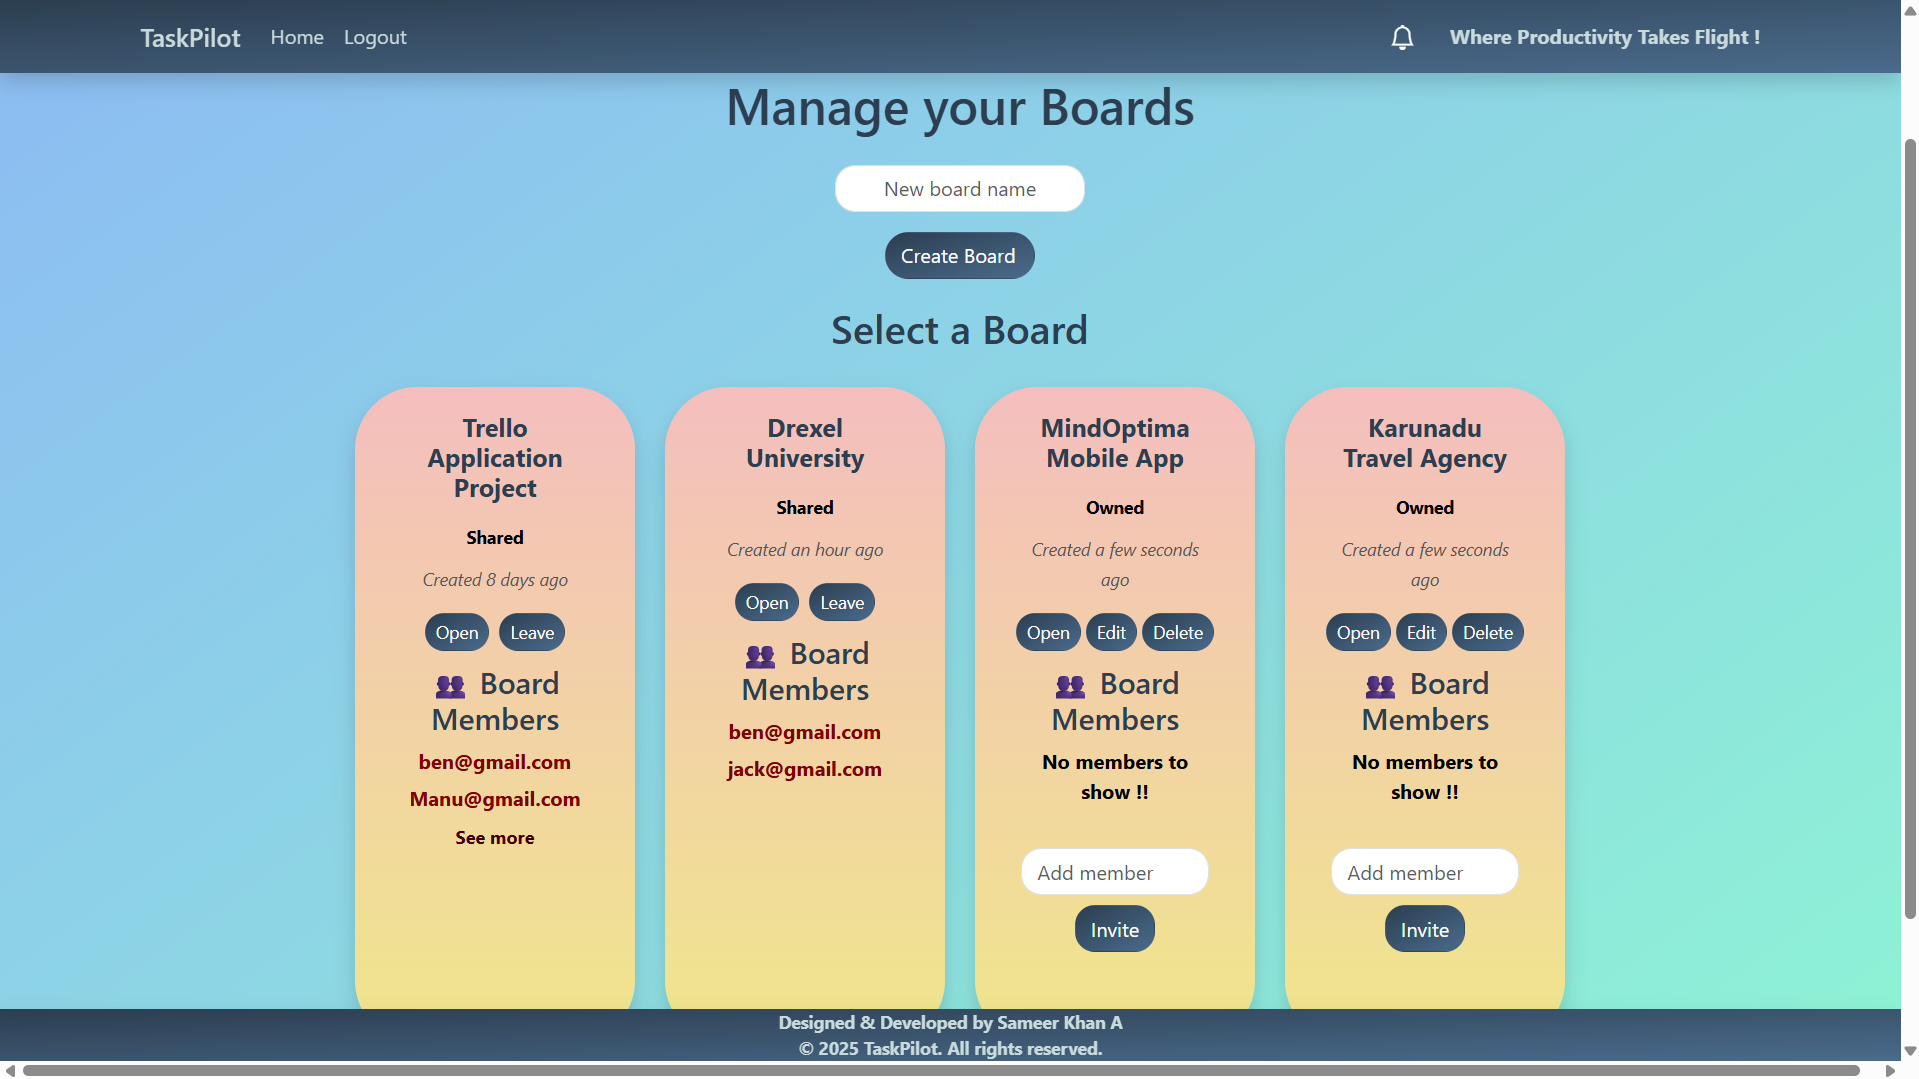 TaskPilot Home Logout Where Productivity Takes Flight !
Manage your Boards
New board name
Create Board
Select a Board
Trello
Application
Project
Shared
Created 8 days ago
Open Leave
Board
Members
ben@gmail.com
Manu@gmail.com
See more
Drexel
University
Shared
Created an hour ago
Open Leave
Board
Members
ben@gmail.com
jack@gmail.com
MindOptima
Mobile App
Owned
Created a few seconds
ago
Open Edit Delete
Board
Members
No members to
show !!
Add member
Invite
Karunadu
Travel Agency
Owned
Created a few seconds
ago
Open Edit Delete
Board
Members
No members to
show !!
Add member
Invite
Designed & Developed by Sameer Khan A
© 2025 TaskPilot. All rights reserved.